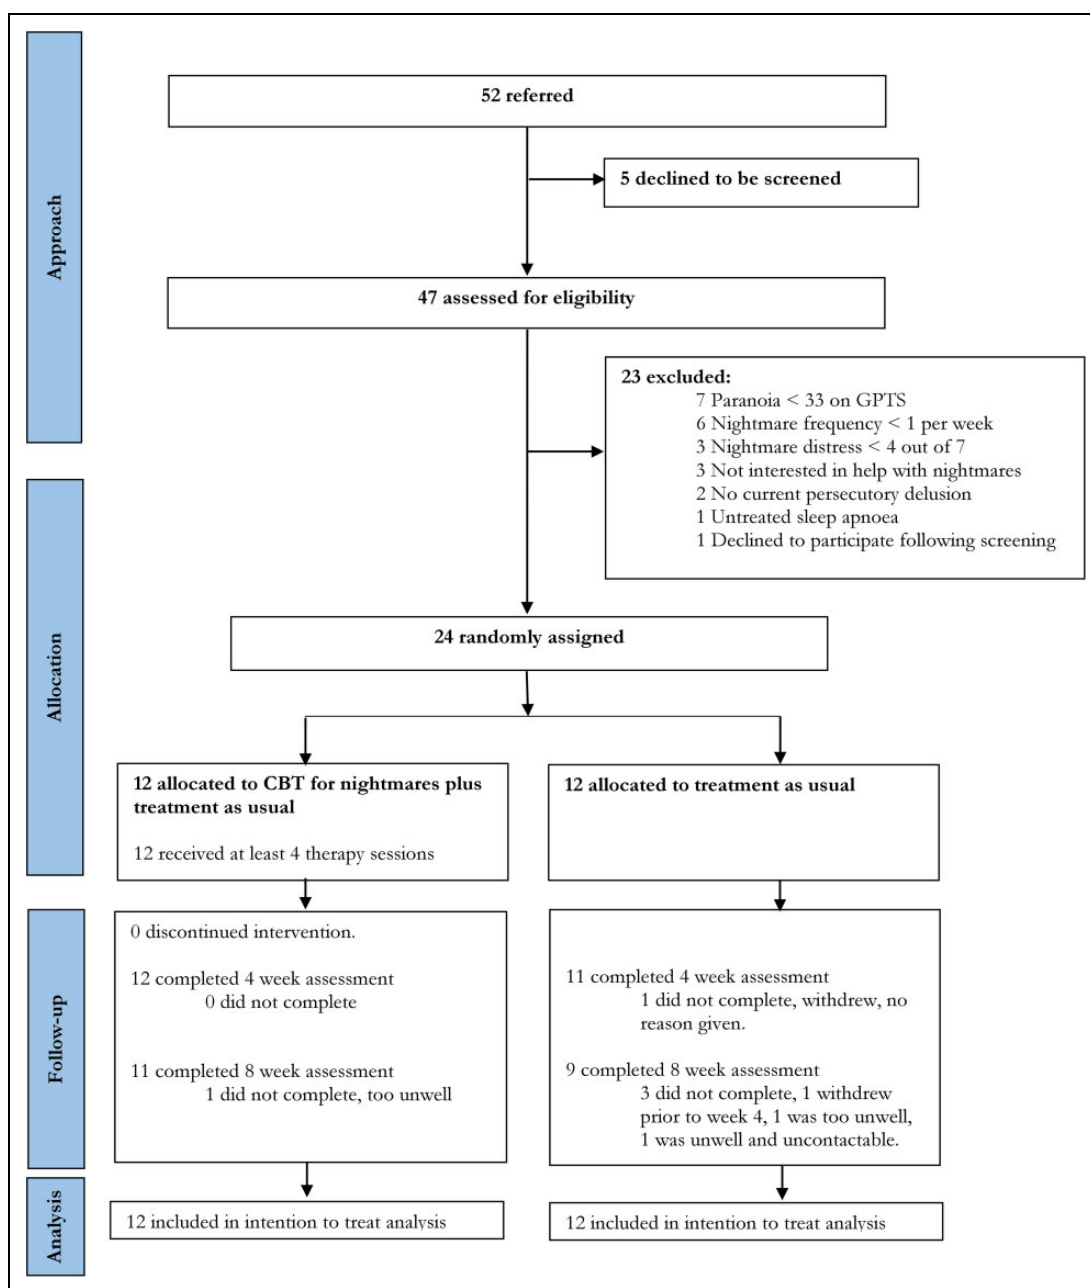 Approach
52 referred
5 declined to be screened
47 assessed for eligibility
23 excluded:
7 Paranoia < 33 on GPTS
6 Nightmare frequency < 1 per week
3 Nightmare distress < 4 out of 7
3 Not interested in help with nightmares
2 No current persecutory delusion
1 Untreated sleep apnoea
1 Declined to participate following screening
Allocation
24 randomly assigned
12 allocated to CBT for nightmares plus
treatment as usual
12 received at least 4 therapy sessions
12 allocated to treatment as usual
Follow-up
0 discontinued intervention.
12 completed 4 week assessment
0 did not complete
11 completed 8 week assessment
1 did not complete, too unwell
11 completed 4 week assessment
1 did not complete, withdrew, no
reason given.
9 completed 8 week assessment
3 did not complete, 1 withdrew
prior to week 4, 1 was too unwell,
1 was unwell and uncontactable.
Analysis
12 included in intention to treat analysis
12 included in intention to treat analysis